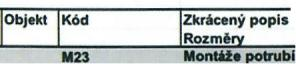 Objekt Kód Zkrácený popis
Rozměry
M23 Montáže potrubí